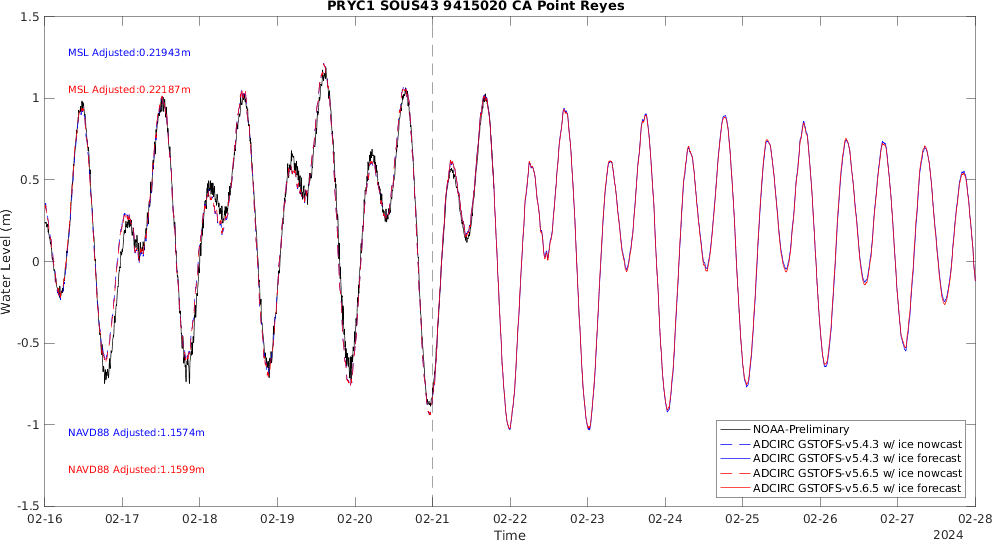 PRYC1 SOUS43 9415020 CA Point Reyes
1.5
MSL Adjusted:0.21943m
MSL Adjusted:0.22187m
1
0.5
Water Level (m)
0
-0.5
-1
NAVD88 Adjusted:1.1574m
NAVD88 Adjusted:1.1599m
NOAA-Preliminary
ADCIRC GSTOFS-v5.4.3 w/ ice nowcast
ADCIRC GSTOFS-v5.4.3 w/ ice forecast
ADCIRC GSTOFS-v5.6.5 w/ ice nowcast
ADCIRC GSTOFS-v5.6.5 w/ ice forecast
-1.5
02-16 02-17 02-18 02-19 02-20 02-21 02-22 02-23 02-24 02-25 02-26 02-27 02-28
Time
2024